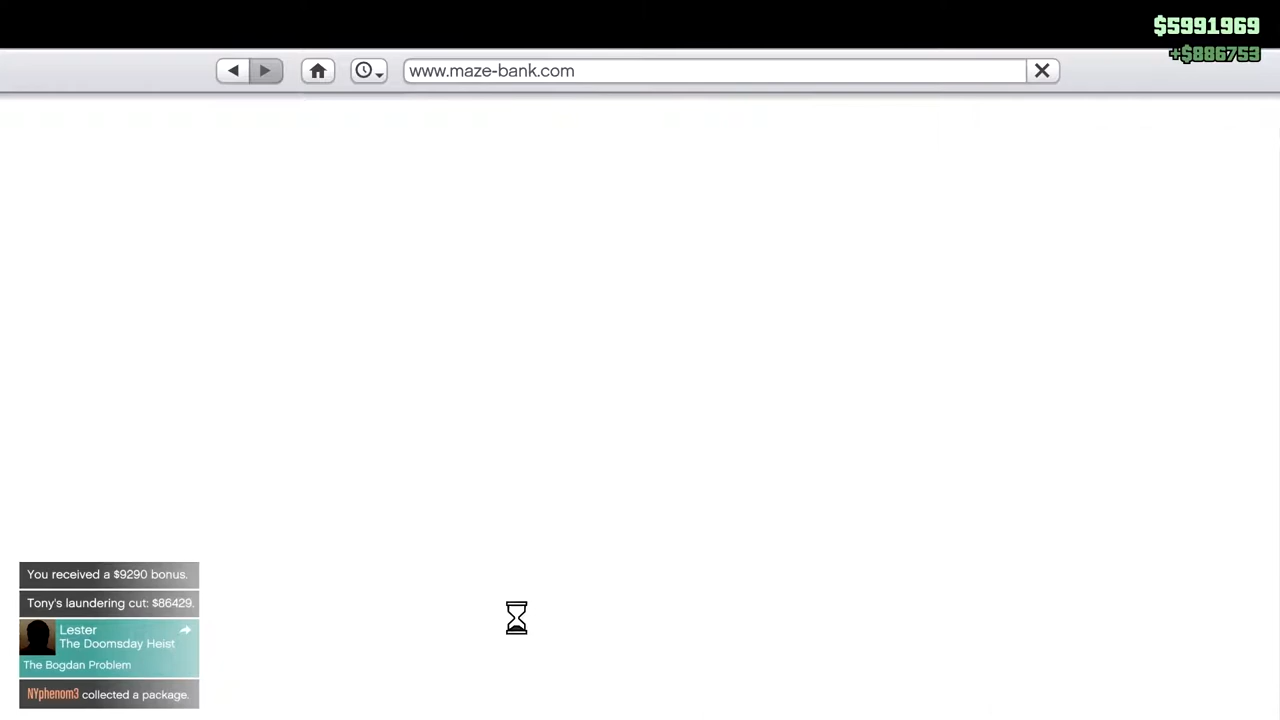 $5991969
+$886753
www.maze-bank.com
You received a $9290 bonus.
Tony's laundering cut: $86429.
Lester
The Doomsday Heist
The Bogdan Problem
NYphenom3 collected a package.